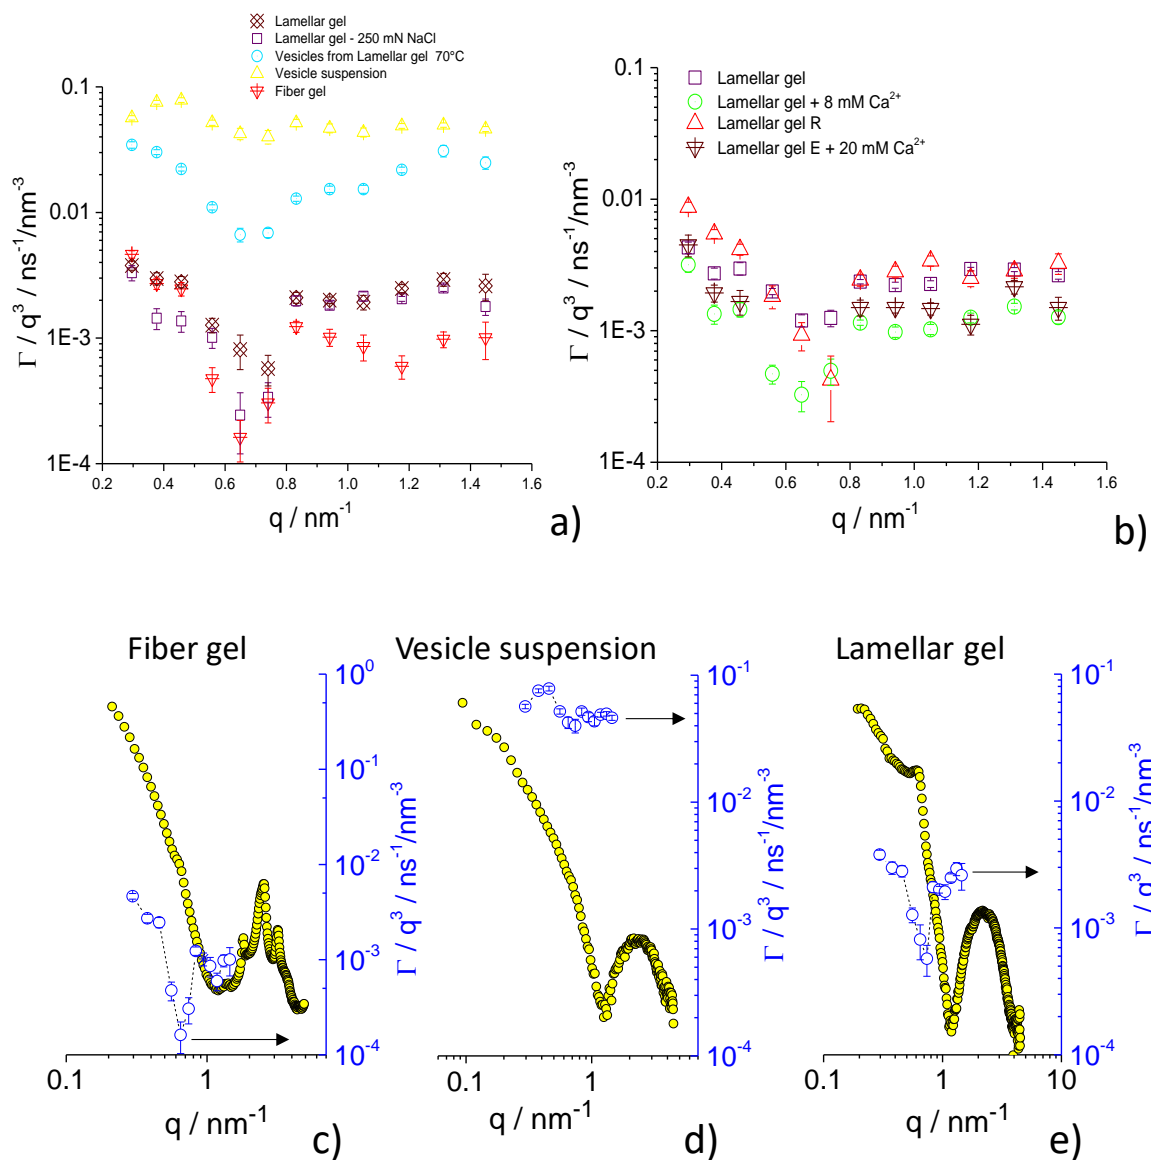 Lamellar gel
Lamellar gel - 250 mN NaCl
Vesicles from Lamellar gel 70°C
Vesicle suspension
Fiber gel
0.1
0.01
1E-3
1E-4
Γ / q³ / ns⁻¹/nm⁻³
0.2 0.4 0.6 0.8 1.0 1.2 1.4 1.6
q / nm⁻¹
a)
Lamellar gel
Lamellar gel + 8 mM Ca²⁺
Lamellar gel R
Lamellar gel E + 20 mM Ca²⁺
0.1
0.01
1E-3
1E-4
Γ / q³ / ns⁻¹/nm⁻³
0.2 0.4 0.6 0.8 1.0 1.2 1.4 1.6
q / nm⁻¹
b)
Fiber gel
10⁰
10⁻¹
10⁻²
10⁻³
10⁻⁴
Γ / q³ / ns⁻¹/nm⁻³
0.1 1
q / nm⁻¹
c)
Vesicle suspension
10⁻¹
10⁻²
10⁻³
10⁻⁴
Γ / q³ / ns⁻¹/nm⁻³
0.1 1
q / nm⁻¹
d)
Lamellar gel
10⁻¹
10⁻²
10⁻³
10⁻⁴
Γ / q³ / ns⁻¹/nm⁻³
0.1 1 10
q / nm⁻¹
e)